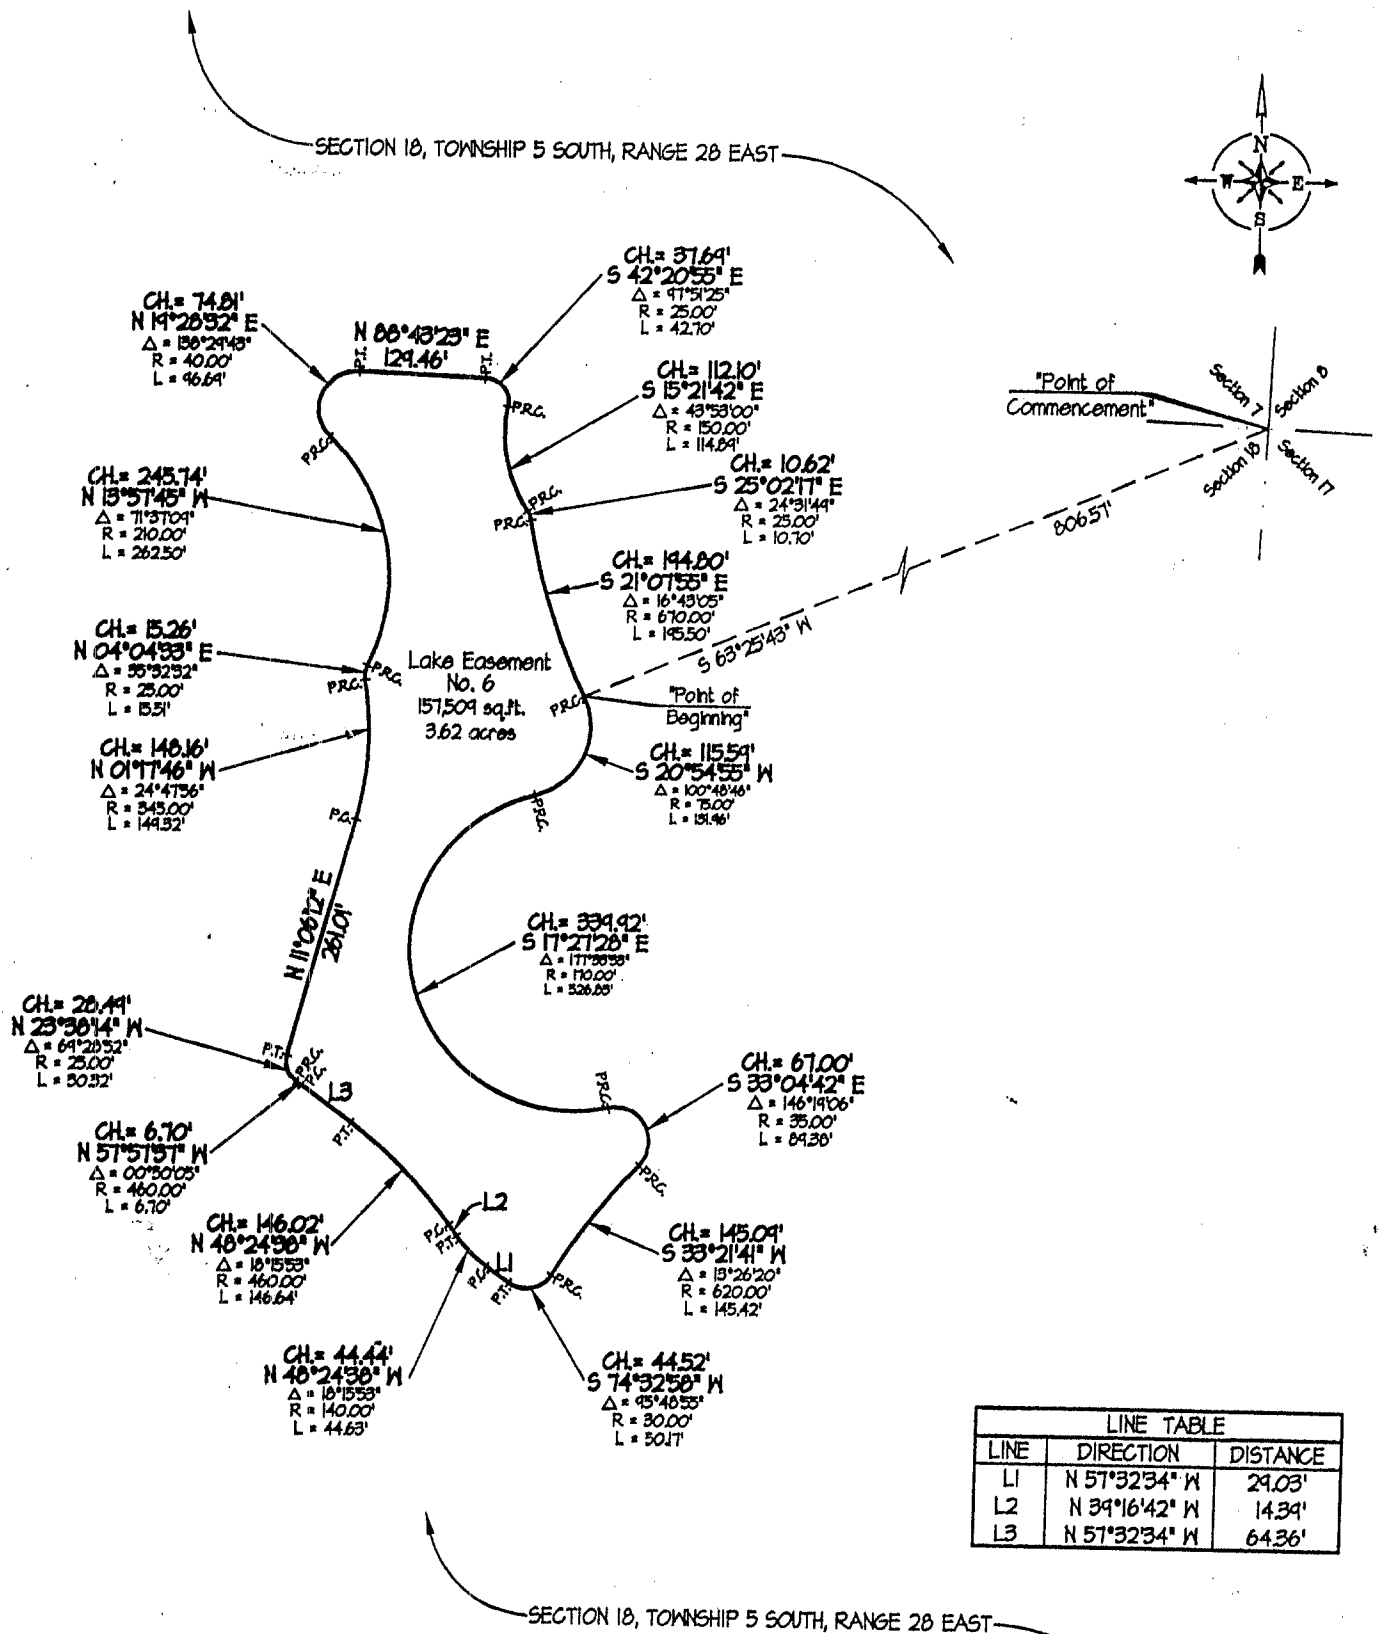 SECTION 18, TOWNSHIP 5 SOUTH, RANGE 28 EAST
N
W
E
S
CH.= 37.69'
S 42°20'55" E
Δ = 97°51'25"
R = 25.00'
L = 42.70'
CH.= 74.81'
N 19°28'32" E
Δ = 138°29'43"
R = 40.00'
L = 96.69'
N 88°43'23" E
129.46'
P.T.
P.T.
P.R.C.
P.R.C.
CH.= 112.10'
S 15°21'42" E
Δ = 43°53'00"
R = 150.00'
L = 114.89'
"Point of
Commencement"
Section 7
Section 8
Section 18
Section 17
806.57'
S 63°25'43" W
CH.= 10.62'
S 25°02'17" E
Δ = 24°31'49"
R = 25.00'
L = 10.70'
P.R.C.
P.R.C.
CH.= 245.74'
N 13°57'45" W
Δ = 71°37'09"
R = 210.00'
L = 262.50'
CH.= 194.80'
S 21°07'55" E
Δ = 16°43'05"
R = 670.00'
L = 195.50'
CH.= 15.26'
N 04°04'33" E
Δ = 35°32'32"
R = 25.00'
L = 15.51'
P.R.C.
P.R.C.
Lake Easement
No. 6
157,509 sq.ft.
3.62 acres
P.R.C.
"Point of
Beginning"
CH.= 148.16'
N 01°17'46" W
Δ = 24°47'56"
R = 345.00'
L = 149.32'
P.C.
CH.= 115.59'
S 20°54'55" W
Δ = 100°48'46"
R = 75.00'
L = 131.96'
P.R.C.
N 11°06'12" E
261.01'
CH.= 339.92'
S 17°27'28" E
R = 170.00'
L = 526.83'
CH.= 28.49'
N 23°38'14" W
Δ = 69°28'52"
R = 25.00'
L = 30.32'
P.T.
P.R.C.
P.C.
L3
P.T.
CH.= 67.00'
S 33°04'42" E
Δ = 146°19'06"
R = 35.00'
L = 89.38'
P.R.C.
P.R.C.
CH.= 6.70'
N 57°57'37" W
Δ = 00°50'05"
R = 460.00'
L = 6.70'
CH.= 146.02'
N 48°24'38" W
Δ = 18°15'53"
R = 460.00'
L = 146.64'
L2
P.C.
P.T.
P.C.
L1
P.T.
P.R.C.
CH.= 145.09'
S 33°21'41" W
Δ = 13°26'20"
R = 620.00'
L = 145.42'
CH.= 44.44'
N 48°24'38" W
Δ = 18°15'53"
R = 140.00'
L = 44.63'
CH.= 44.52'
S 74°32'58" W
Δ = 95°48'55"
R = 30.00'
L = 50.17'
LINE TABLE
LINE DIRECTION DISTANCE
L1 N 57°32'34" W 29.03'
L2 N 39°16'42" W 14.39'
L3 N 57°32'34" W 64.36'
SECTION 18, TOWNSHIP 5 SOUTH, RANGE 28 EAST